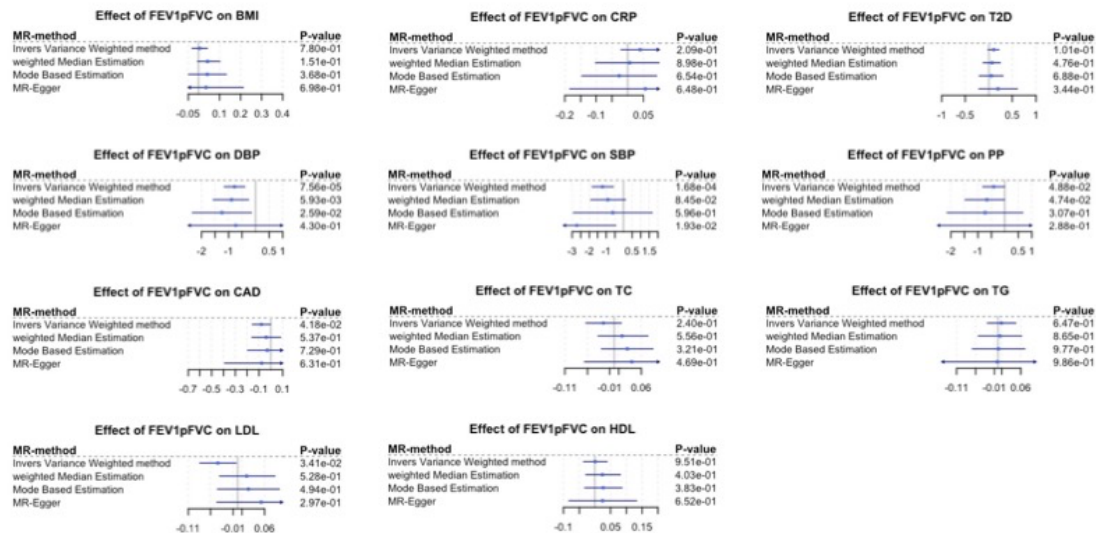 Effect of FEV1pFVC on BMI
MR-method P-value
Invers Variance Weighted method 7.80e-01
weighted Median Estimation 1.51e-01
Mode Based Estimation 3.68e-01
MR-Egger 6.98e-01
-0.05 0.1 0.2 0.3 0.4
Effect of FEV1pFVC on CRP
MR-method P-value
Invers Variance Weighted method 2.09e-01
weighted Median Estimation 8.98e-01
Mode Based Estimation 6.54e-01
MR-Egger 6.48e-01
-0.2 -0.1 0.05
Effect of FEV1pFVC on T2D
MR-method P-value
Invers Variance Weighted method 1.01e-01
weighted Median Estimation 4.76e-01
Mode Based Estimation 6.88e-01
MR-Egger 3.44e-01
-1 -0.5 0.5 1
Effect of FEV1pFVC on DBP
MR-method P-value
Invers Variance Weighted method 7.56e-05
weighted Median Estimation 5.93e-03
Mode Based Estimation 2.59e-02
MR-Egger 4.30e-01
-2 -1 0.5 1
Effect of FEV1pFVC on SBP
MR-method P-value
Invers Variance Weighted method 1.68e-04
weighted Median Estimation 8.45e-02
Mode Based Estimation 5.96e-01
MR-Egger 1.93e-02
-3 -2 -1 0.5 1.5
Effect of FEV1pFVC on PP
MR-method P-value
Invers Variance Weighted method 4.88e-02
weighted Median Estimation 4.74e-02
Mode Based Estimation 3.07e-01
MR-Egger 2.88e-01
-2 -1 0.5 1
Effect of FEV1pFVC on CAD
MR-method P-value
Invers Variance Weighted method 4.18e-02
weighted Median Estimation 5.37e-01
Mode Based Estimation 7.29e-01
MR-Egger 6.31e-01
-0.7 -0.5 -0.3 -0.1 0.1
Effect of FEV1pFVC on TC
MR-method P-value
Invers Variance Weighted method 2.40e-01
weighted Median Estimation 5.56e-01
Mode Based Estimation 3.21e-01
MR-Egger 4.69e-01
-0.11 -0.01 0.06
Effect of FEV1pFVC on TG
MR-method P-value
Invers Variance Weighted method 6.47e-01
weighted Median Estimation 8.65e-01
Mode Based Estimation 9.77e-01
MR-Egger 9.86e-01
-0.11 -0.01 0.06
Effect of FEV1pFVC on LDL
MR-method P-value
Invers Variance Weighted method 3.41e-02
weighted Median Estimation 5.28e-01
Mode Based Estimation 4.94e-01
MR-Egger 2.97e-01
-0.11 -0.01 0.06
Effect of FEV1pFVC on HDL
MR-method P-value
Invers Variance Weighted method 9.51e-01
weighted Median Estimation 4.03e-01
Mode Based Estimation 3.83e-01
MR-Egger 6.52e-01
-0.1 0.05 0.15